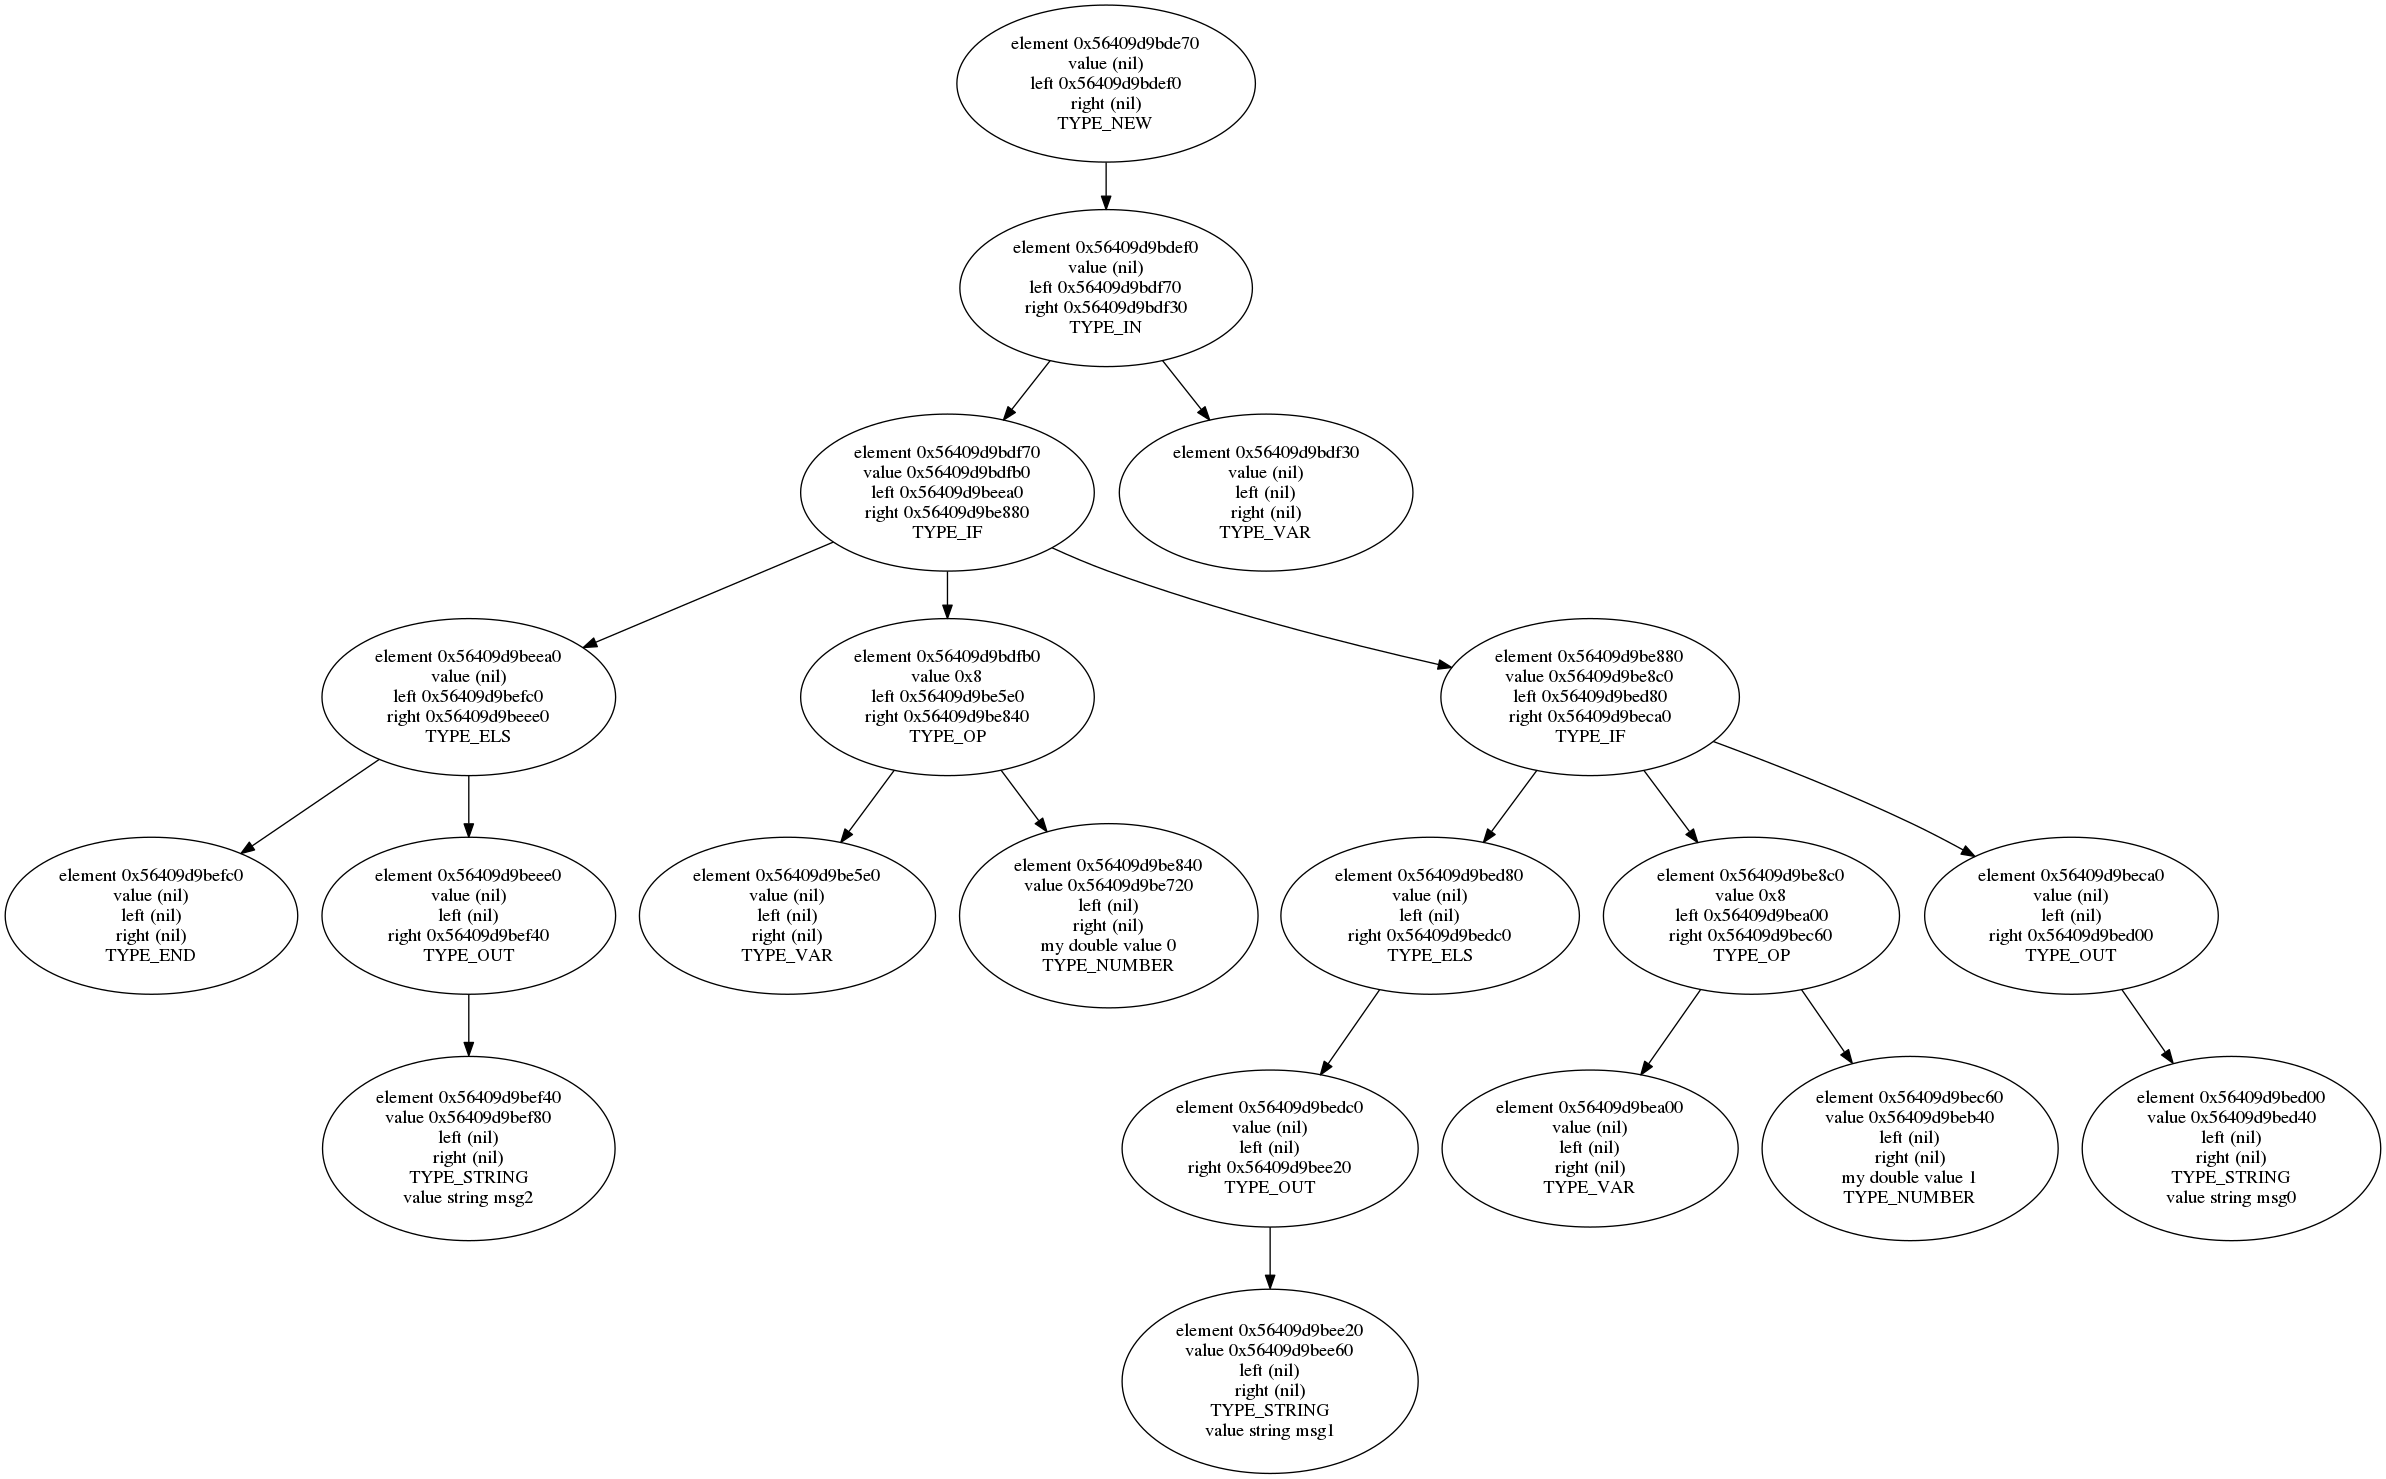 element 0x56409d9bde70
value (nil)
left 0x56409d9bdef0
right (nil)
TYPE_NEW
element 0x56409d9bdef0
value (nil)
left 0x56409d9bdf70
right 0x56409d9bdf30
TYPE_IN
element 0x56409d9bdf70
value 0x56409d9bdfb0
left 0x56409d9beea0
right 0x56409d9be880
TYPE_IF
element 0x56409d9bdf30
value (nil)
left (nil)
right (nil)
TYPE_VAR
element 0x56409d9beea0
value (nil)
left 0x56409d9befc0
right 0x56409d9beee0
TYPE_ELS
element 0x56409d9bdfb0
value 0x8
left 0x56409d9be5e0
right 0x56409d9be840
TYPE_OP
element 0x56409d9be880
value 0x56409d9be8c0
left 0x56409d9bed80
right 0x56409d9beca0
TYPE_IF
element 0x56409d9befc0
value (nil)
left (nil)
right (nil)
TYPE_END
element 0x56409d9beee0
value (nil)
left (nil)
right 0x56409d9bef40
TYPE_OUT
element 0x56409d9be5e0
value (nil)
left (nil)
right (nil)
TYPE_VAR
element 0x56409d9be840
value 0x56409d9be720
left (nil)
right (nil)
my double value 0
TYPE_NUMBER
element 0x56409d9bed80
value (nil)
left (nil)
right 0x56409d9bedc0
TYPE_ELS
element 0x56409d9be8c0
value 0x8
left 0x56409d9bea00
right 0x56409d9bec60
TYPE_OP
element 0x56409d9beca0
value (nil)
left (nil)
right 0x56409d9bed00
TYPE_OUT
element 0x56409d9bef40
value 0x56409d9bef80
left (nil)
right (nil)
TYPE_STRING
value string msg2
element 0x56409d9bedc0
value (nil)
left (nil)
right 0x56409d9bee20
TYPE_OUT
element 0x56409d9bea00
value (nil)
left (nil)
right (nil)
TYPE_VAR
element 0x56409d9bec60
value 0x56409d9beb40
left (nil)
right (nil)
my double value 1
TYPE_NUMBER
element 0x56409d9bed00
value 0x56409d9bed40
left (nil)
right (nil)
TYPE_STRING
value string msg0
element 0x56409d9bee20
value 0x56409d9bee60
left (nil)
right (nil)
TYPE_STRING
value string msg1